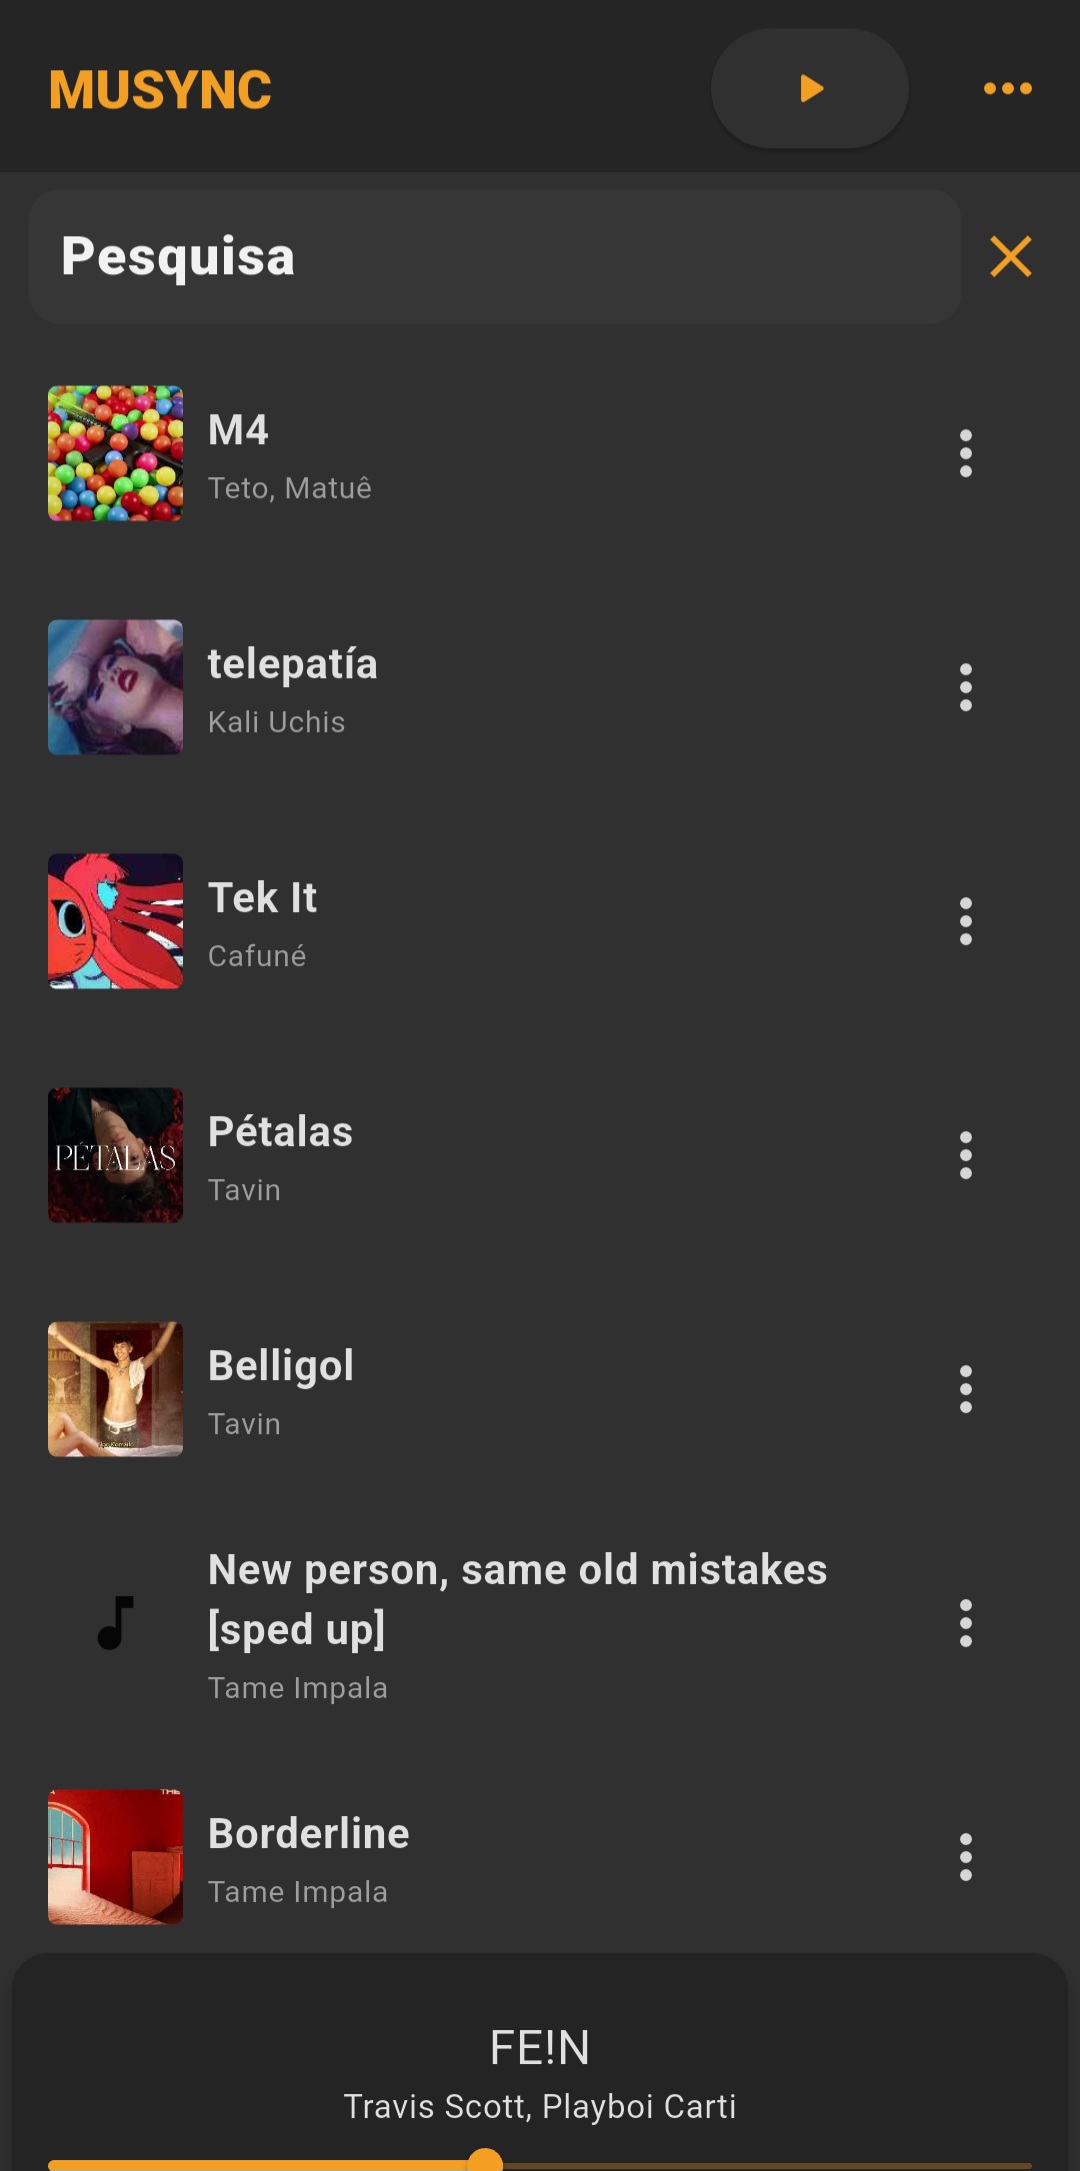 MUSYNC
Pesquisa
M4
Teto, Matuê
telepatía
Kali Uchis
Tek It
Cafuné
Pétalas
Tavin
PÉTALAS
Belligol
Tavin
New person, same old mistakes
[sped up]
Tame Impala
THE
Borderline
Tame Impala
FE!N
Travis Scott, Playboi Carti